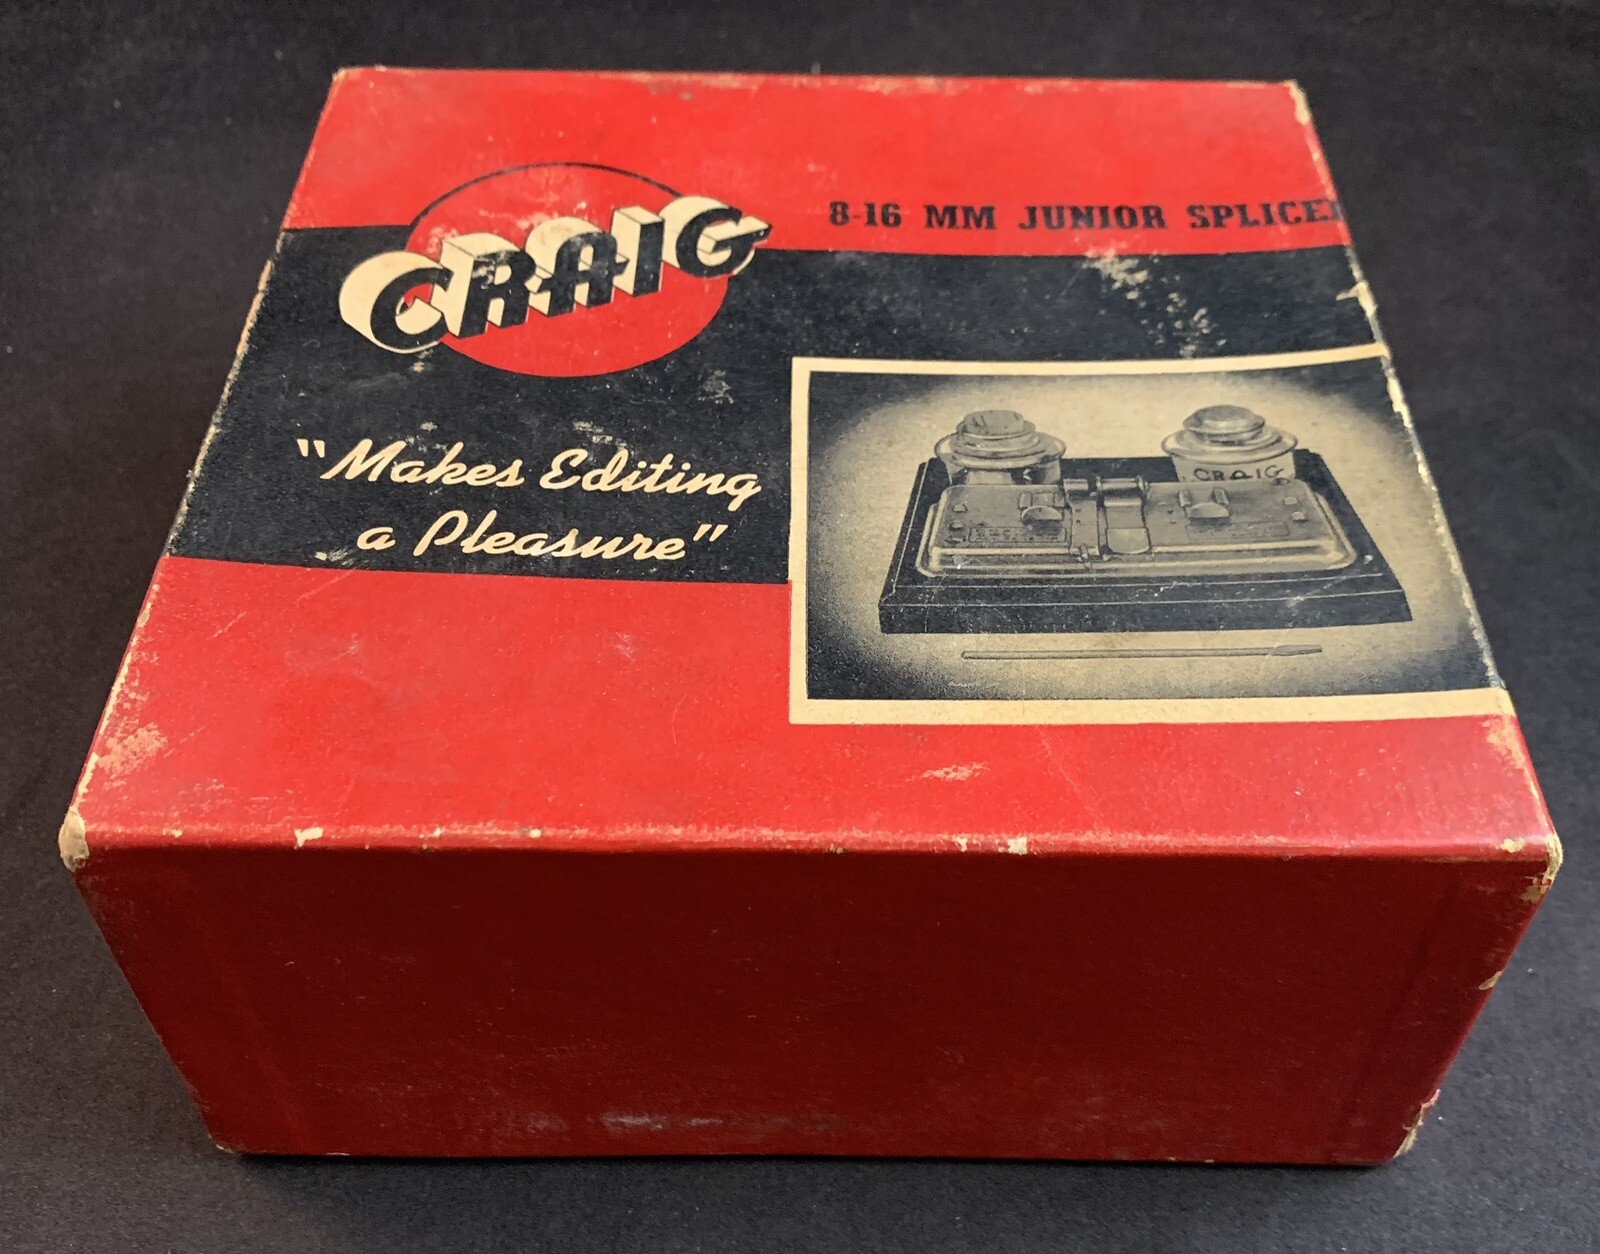 CRAIG
8-16 MM JUNIOR SPLICER
"Makes Editing
a Pleasure"
CRAIG